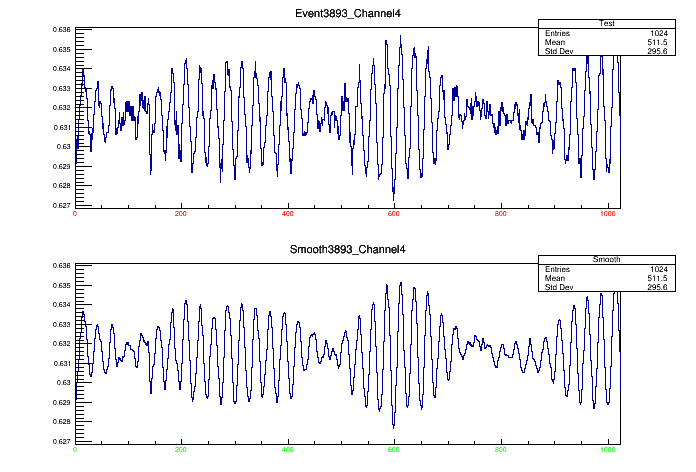 Event3893_Channel4
Test
Entries 1024
Mean 511.5
Std Dev 295.6
0.636
0.635
0.634
0.633
0.632
0.631
0.63
0.629
0.628
0.627
0 200 400 600 800 1000
Smooth3893_Channel4
Smooth
Entries 1024
Mean 511.5
Std Dev 295.6
0.636
0.635
0.634
0.633
0.632
0.631
0.63
0.629
0.628
0.627
0 200 400 600 800 1000